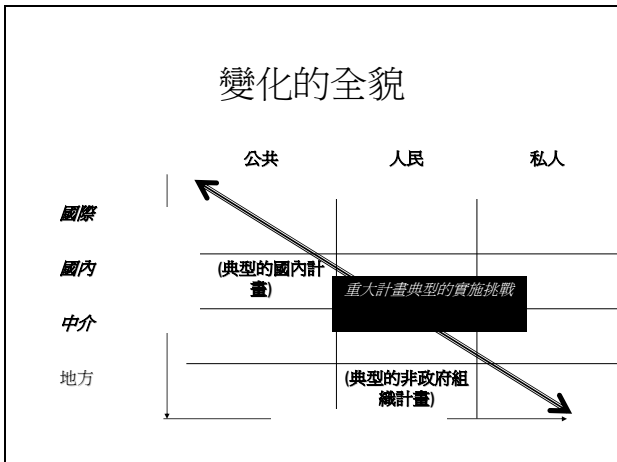 變化的全貌
公共 人民 私人
國際
國內 (典型的國內計
畫)
重大計畫典型的實施挑戰
中介
地方 (典型的非政府組
織計畫)